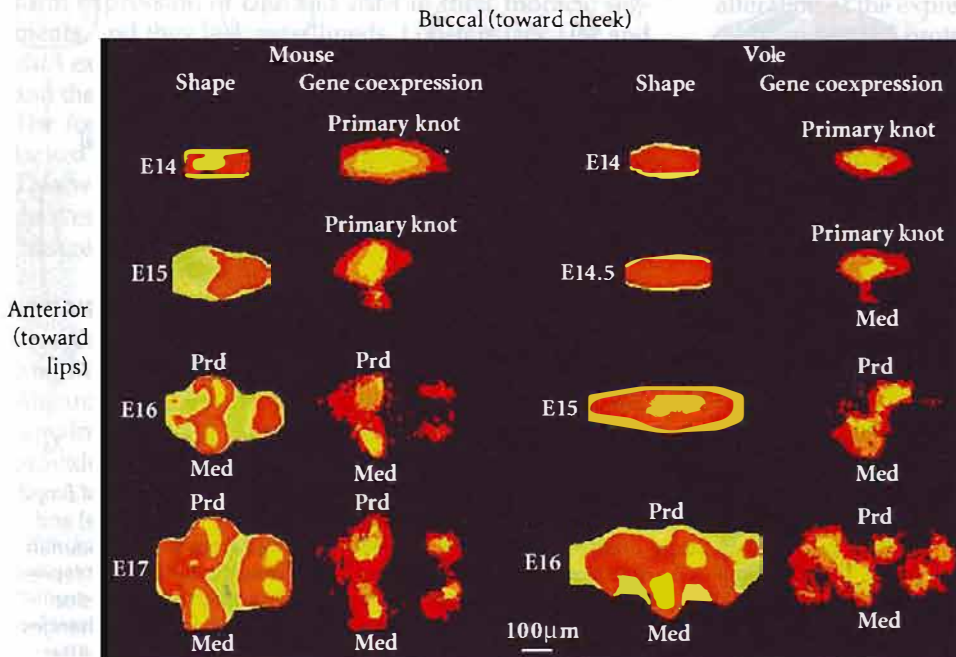 Buccal (toward cheek)
Mouse
Vole
Shape
Gene coexpression
Shape
Gene coexpression
Primary knot
Primary knot
E14
E14
Primary knot
Primary knot
E15
E14.5
Med
Anterior
(toward
lips)
Prd
Prd
E16
E15
Med
Med
Prd
Prd
Prd
Prd
E17
E16
Med
Med
100μm
Med
Med